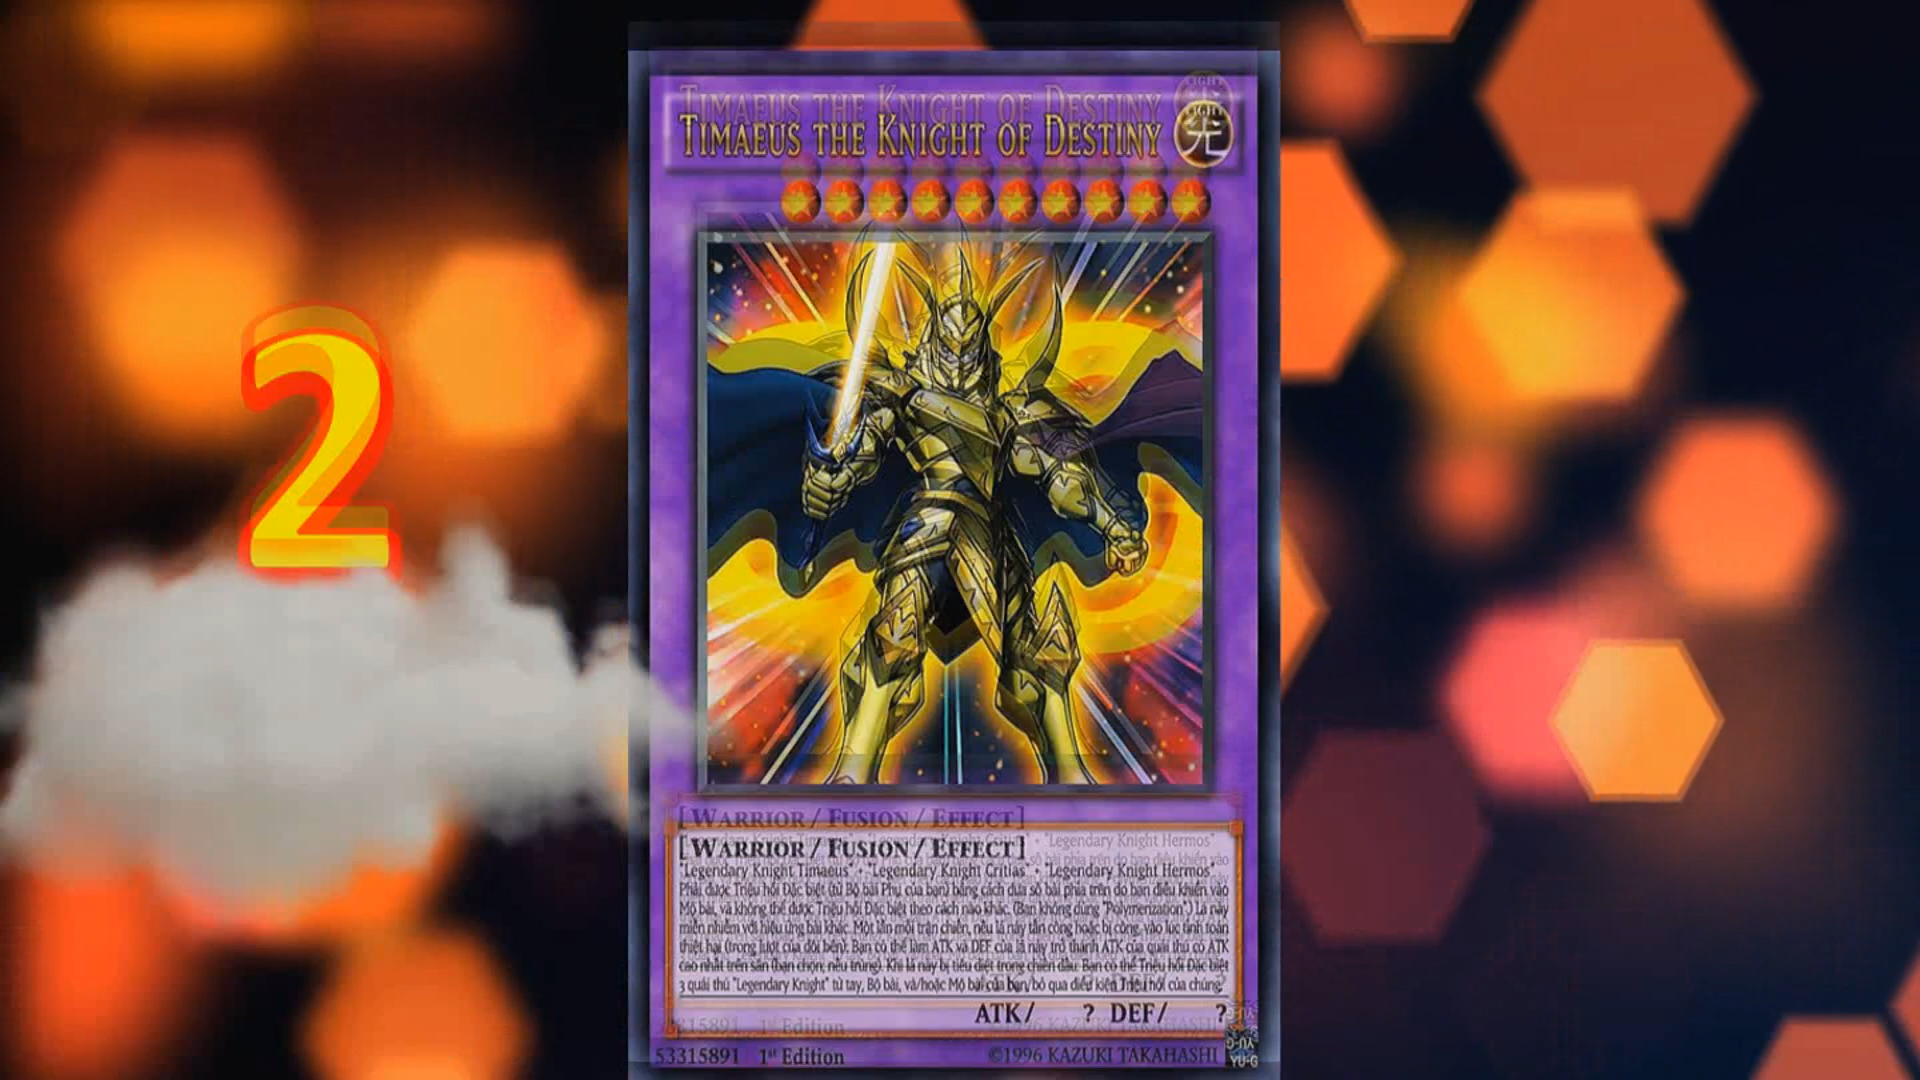 TIMAEUS THE KNIGHT OF DESTINY
LIGHT
光
2
[WARRIOR / FUSION / EFFECT]
"Legendary Knight Timaeus" + "Legendary Knight Critias" + "Legendary Knight Hermos"
Phải được Triệu hồi Đặc biệt (từ Bộ bài Phụ của bạn) bằng cách đưa số bài phía trên do bạn điều khiển vào
Mộ bài, và không thể được Triệu hồi Đặc biệt theo cách nào khác. (Bạn không dùng "Polymerization".) Lá này
miễn nhiễm với hiệu ứng bài khác. Một lần mỗi trận chiến, nếu lá này tấn công hoặc bị công, vào lúc tính toán
thiệt hại (trong lượt của đôi bên): Bạn có thể làm ATK và DEF của lá này trở thành ATK của quái thú có ATK
cao nhất trên sân (bạn chọn, nếu trùng). Khi lá này bị tiêu diệt trong chiến đấu: Bạn có thể Triệu hồi Đặc biệt
3 quái thú "Legendary Knight" từ tay, Bộ bài, và/hoặc Mộ bài của bạn, bỏ qua điều kiện Triệu hồi của chúng.
ATK/ ? DEF/ ?
53315891 1st Edition ©1996 KAZUKI TAKAHASHI